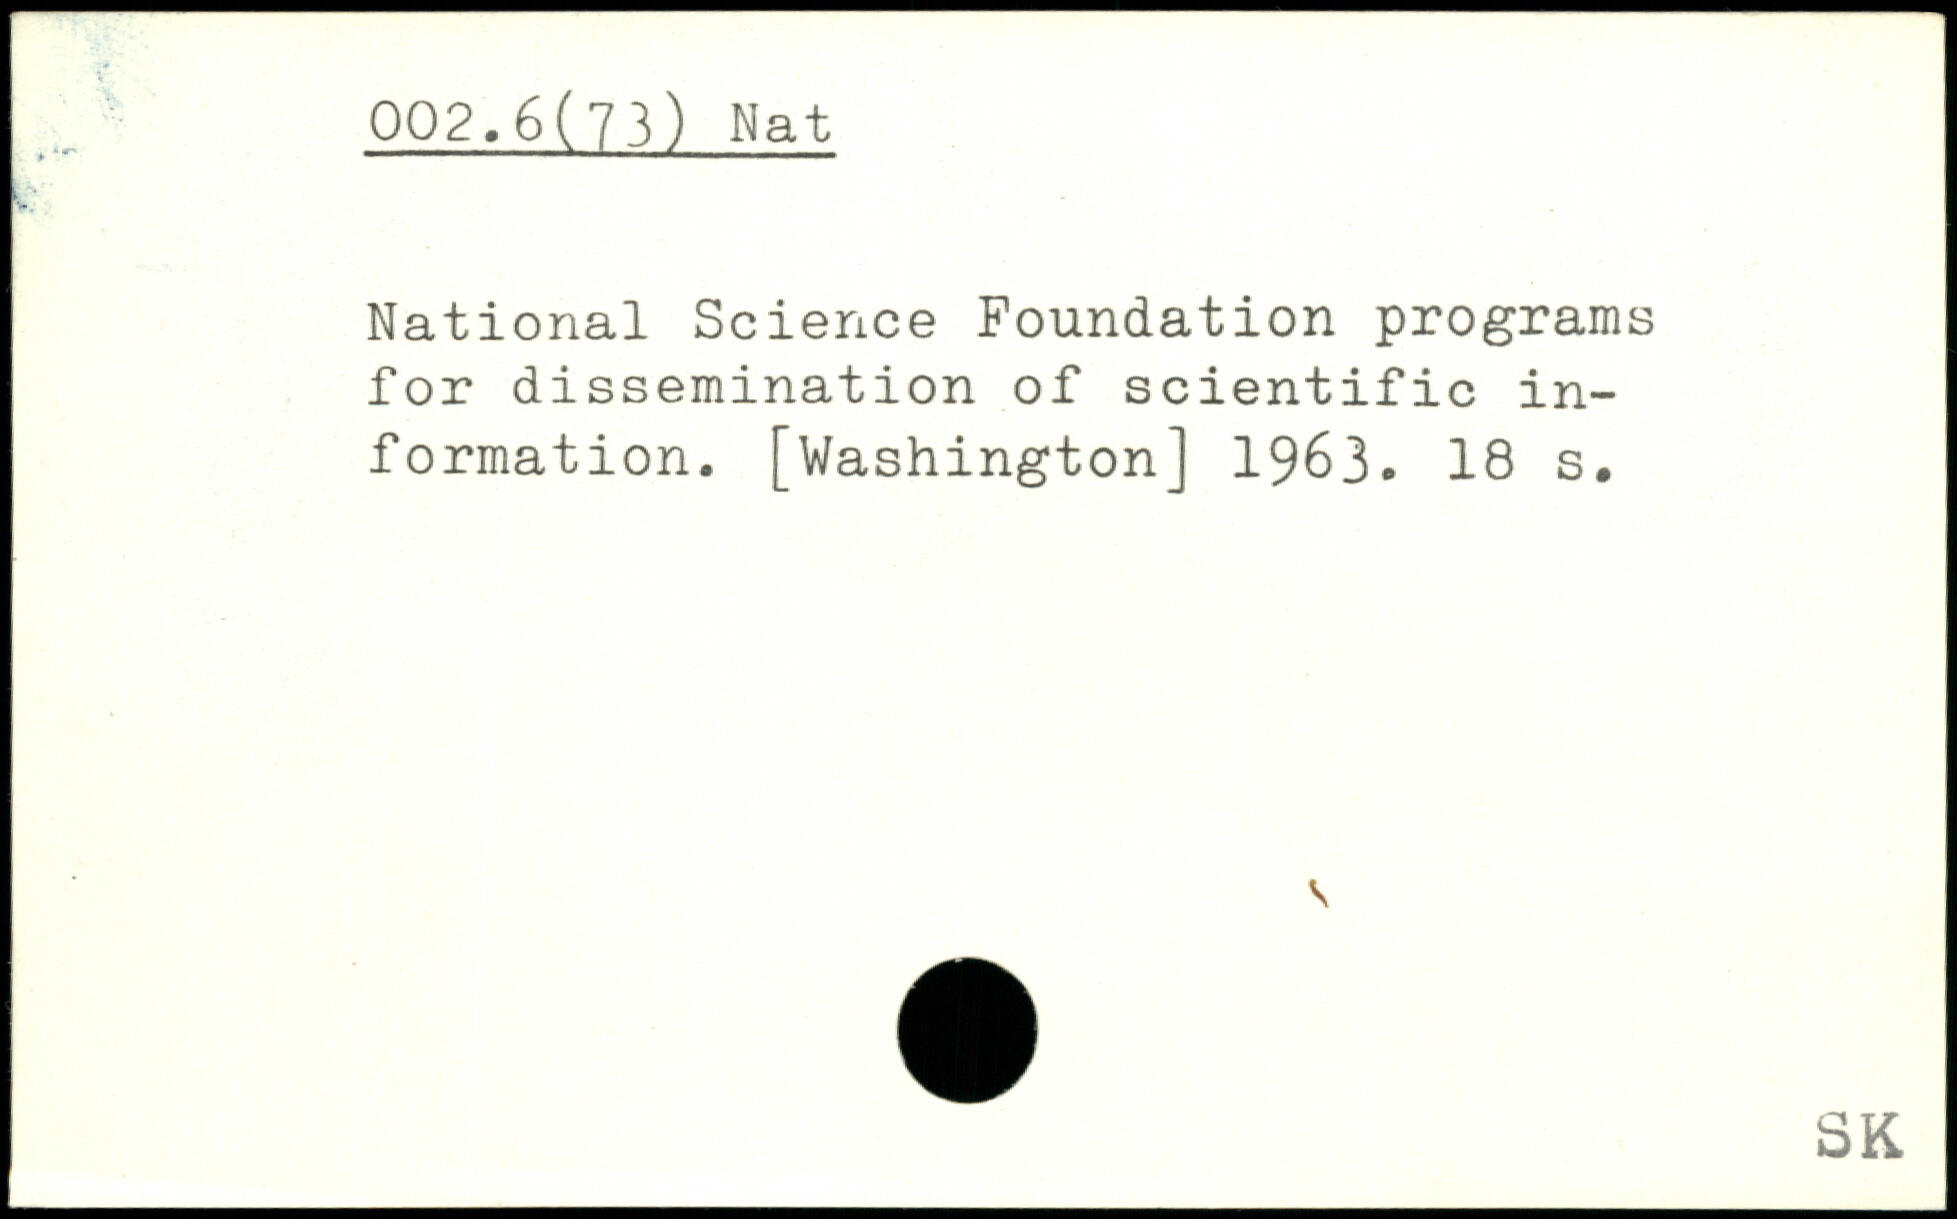 002.6(73) Nat
National Science Foundation programs
for dissemination of scientific in-
formation. [Washington] 1963. 18 s.
SK